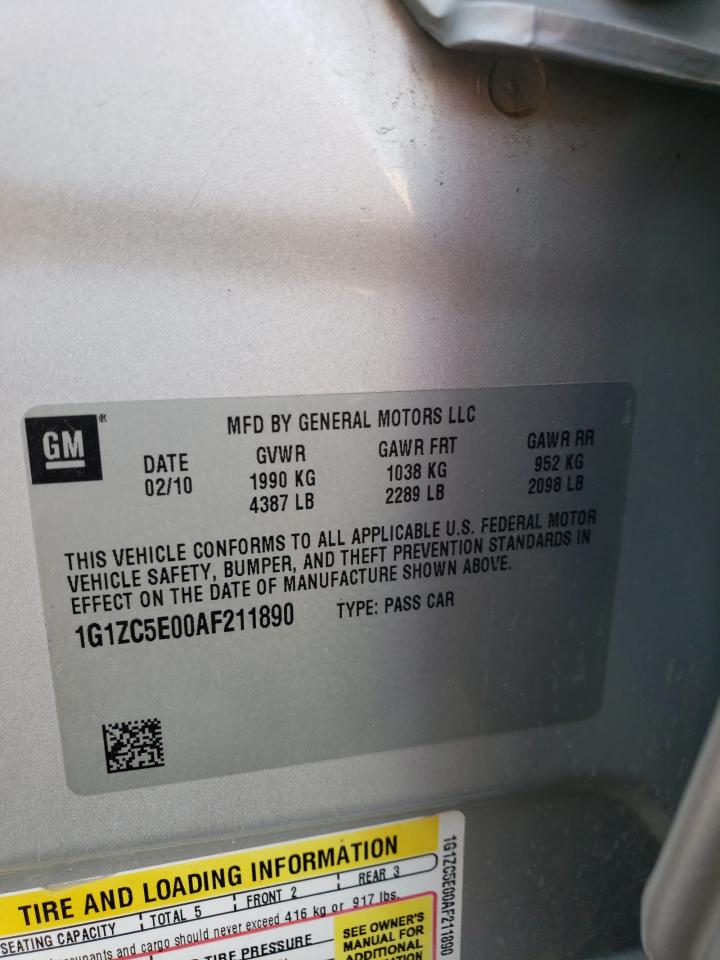 GM®
MFD BY GENERAL MOTORS LLC
DATE GVWR GAWR FRT GAWR RR
02/10 1990 KG 1038 KG 952 KG
4387 LB 2289 LB 2098 LB
THIS VEHICLE CONFORMS TO ALL APPLICABLE U.S. FEDERAL MOTOR
VEHICLE SAFETY, BUMPER, AND THEFT PREVENTION STANDARDS IN
EFFECT ON THE DATE OF MANUFACTURE SHOWN ABOVE.
1G1ZC5E00AF211890 TYPE: PASS CAR
TIRE AND LOADING INFORMATION
SEATING CAPACITY TOTAL 5 FRONT 2 REAR 3
and cargo should never exceed 416 kg or 917 lbs.
TIRE PRESSURE
SEE OWNER'S
MANUAL FOR
ADDITIONAL
1G1ZC5E00AF211890